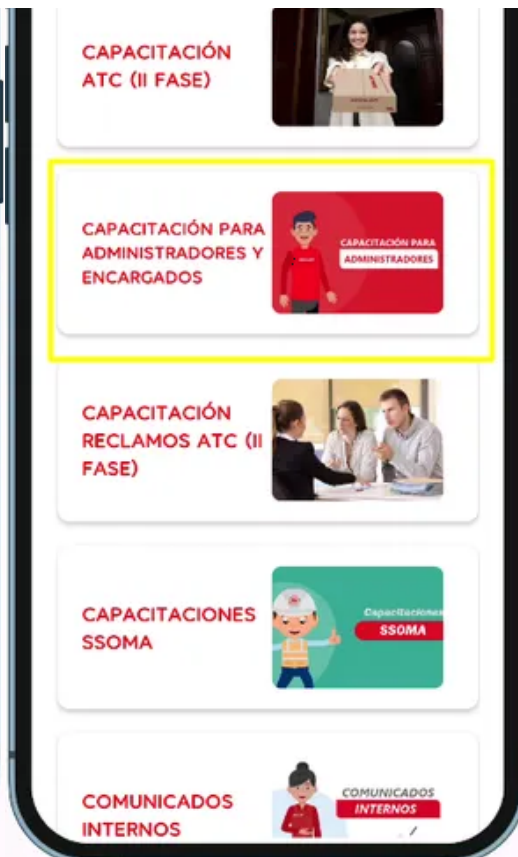 CAPACITACIÓN
ATC (II FASE)
CAPACITACIÓN PARA
ADMINISTRADORES Y
ENCARGADOS
CAPACITACIÓN PARA
ADMINISTRADORES
CAPACITACIÓN
RECLAMOS ATC (II
FASE)
CAPACITACIONES
SSOMA
Capacitaciones
SSOMA
COMUNICADOS
INTERNOS
COMUNICADOS
INTERNOS